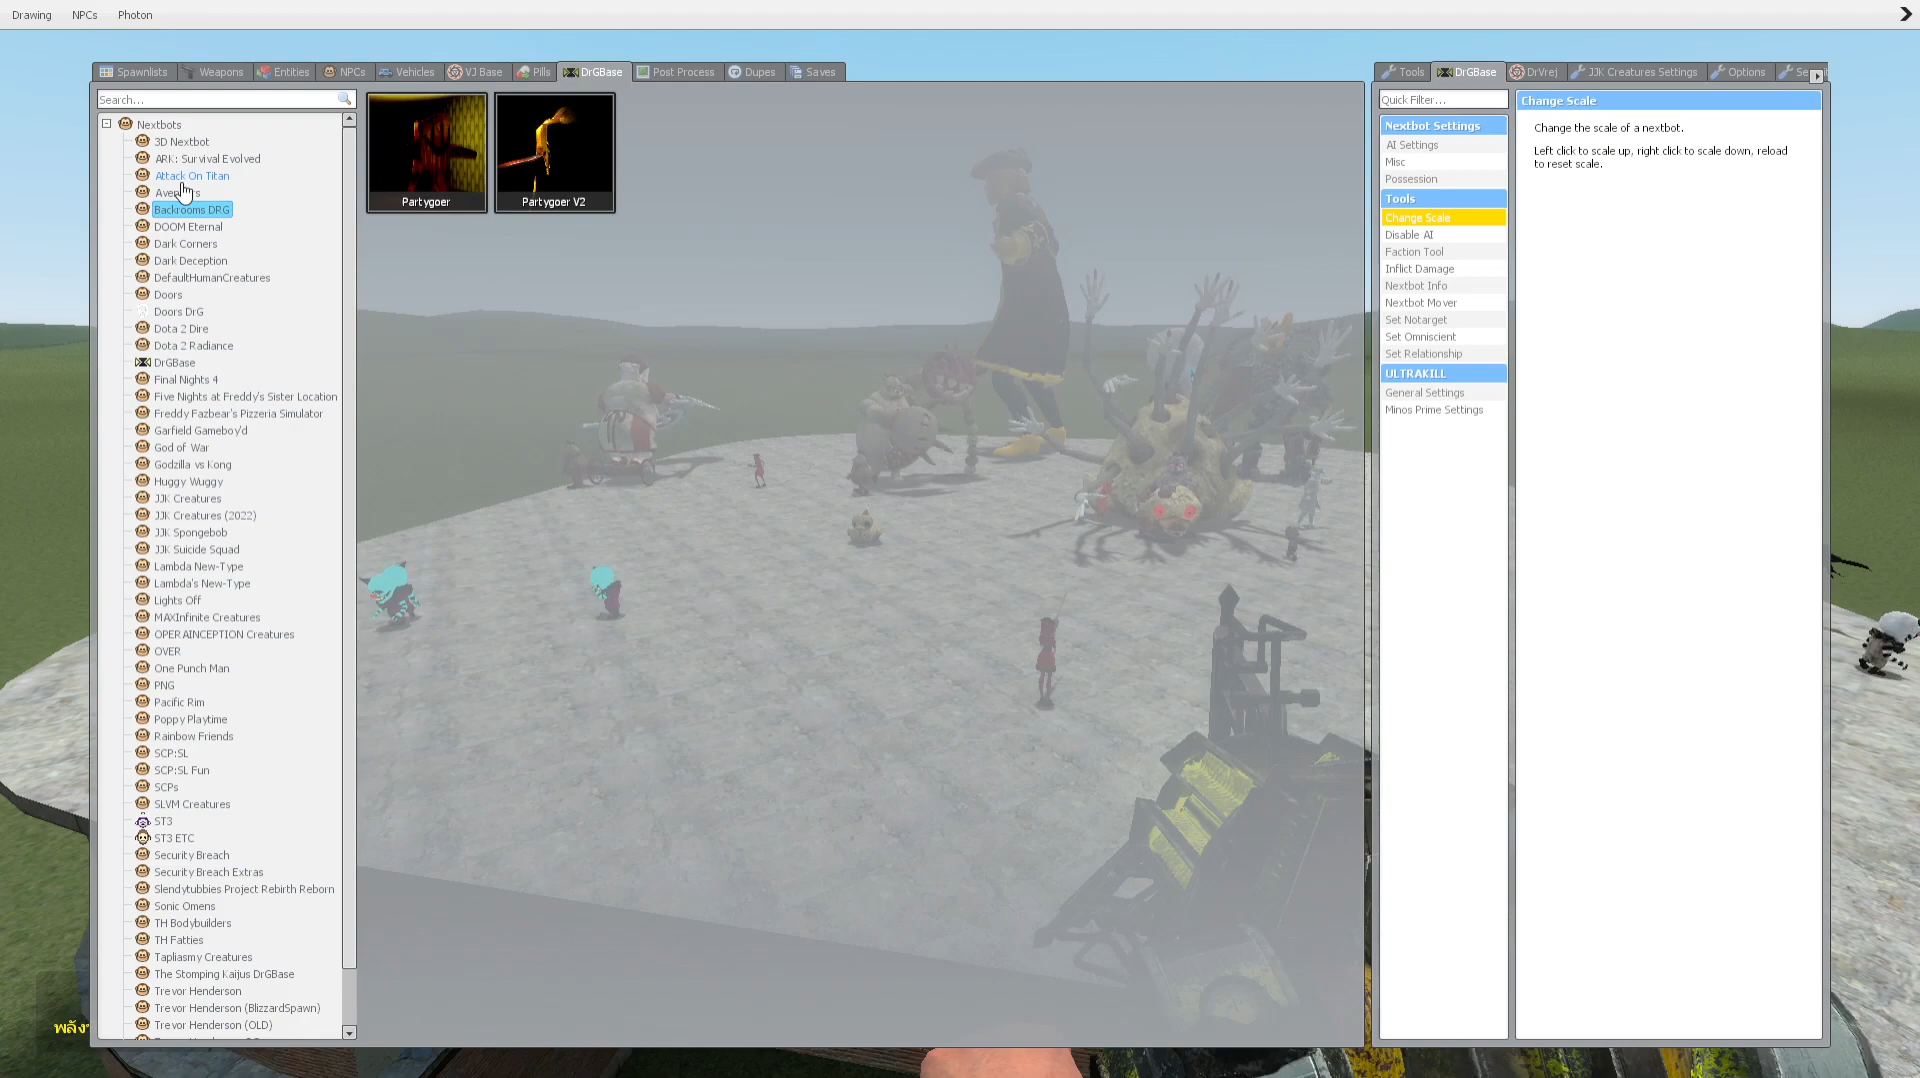 Drawing NPCs Photon
Spawnlists Weapons Entities NPCs Vehicles VJ Base Pills DrGBase Post Process Dupes Saves
Search...
Nextbots
3D Nextbot
ARK: Survival Evolved
Attack On Titan
Backrooms DRG
DOOM Eternal
Dark Corners
Dark Deception
DefaultHumanCreatures
Doors
Doors DrG
Dota 2 Dire
Dota 2 Radiance
DrGBase
Final Nights 4
Five Nights at Freddy's Sister Location
Freddy Fazbear's Pizzeria Simulator
Garfield Gameboy'd
God of War
Godzilla vs Kong
Huggy Wuggy
JJK Creatures
JJK Creatures (2022)
JJK Spongebob
JJK Suicide Squad
Lambda New-Type
Lambda's New-Type
Lights Off
MAXInfinite Creatures
OPERAINCEPTION Creatures
OVER
One Punch Man
PNG
Pacific Rim
Poppy Playtime
Rainbow Friends
SCP:SL
SCP:SL Fun
SCPs
SLVM Creatures
ST3
ST3 ETC
Security Breach
Security Breach Extras
Slendytubbies Project Rebirth Reborn
Sonic Omens
TH Bodybuilders
TH Fatties
Tapliasmy Creatures
The Stomping Kaijus DrGBase
Trevor Henderson
Trevor Henderson (BlizzardSpawn)
Trevor Henderson (OLD)
Partygoer
Partygoer V2
Tools DrGBase DrVrej JJK Creatures Settings Options
Quick Filter...
Nextbot Settings
AI Settings
Misc
Possession
Tools
Change Scale
Disable AI
Faction Tool
Inflict Damage
Nextbot Info
Nextbot Mover
Set Notarget
Set Omniscient
Set Relationship
ULTRAKILL
General Settings
Minos Prime Settings
Change Scale
Change the scale of a nextbot.
Left click to scale up, right click to scale down, reload
to reset scale.